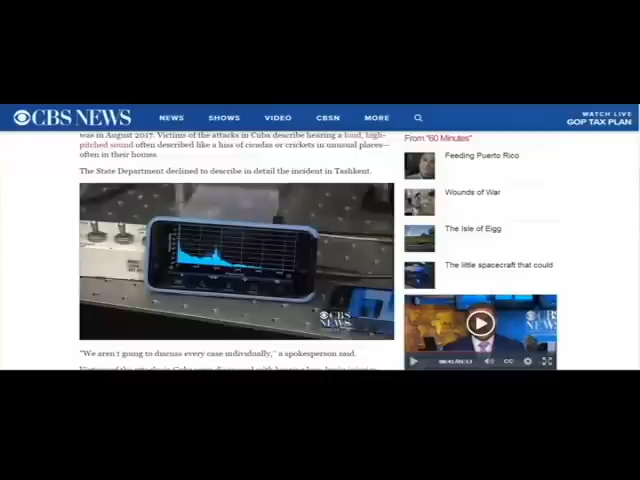 CBS NEWS
NEWS
SHOWS
VIDEO
CBSN
MORE
WATCH LIVE
GOP TAX PLAN
was in August 2017. Victims of the attacks in Cuba describe hearing a loud, high-
pitched sound often described like a hiss of cicadas or crickets in unusual places—
often in their homes.
The State Department declined to describe in detail the incident in Tashkent.
CBS
NEWS
"We aren't going to discuss every case individually," a spokesperson said.
From "60 Minutes"
Feeding Puerto Rico
Wounds of War
The Isle of Eigg
The little spacecraft that could
CBS
NEWS
CC